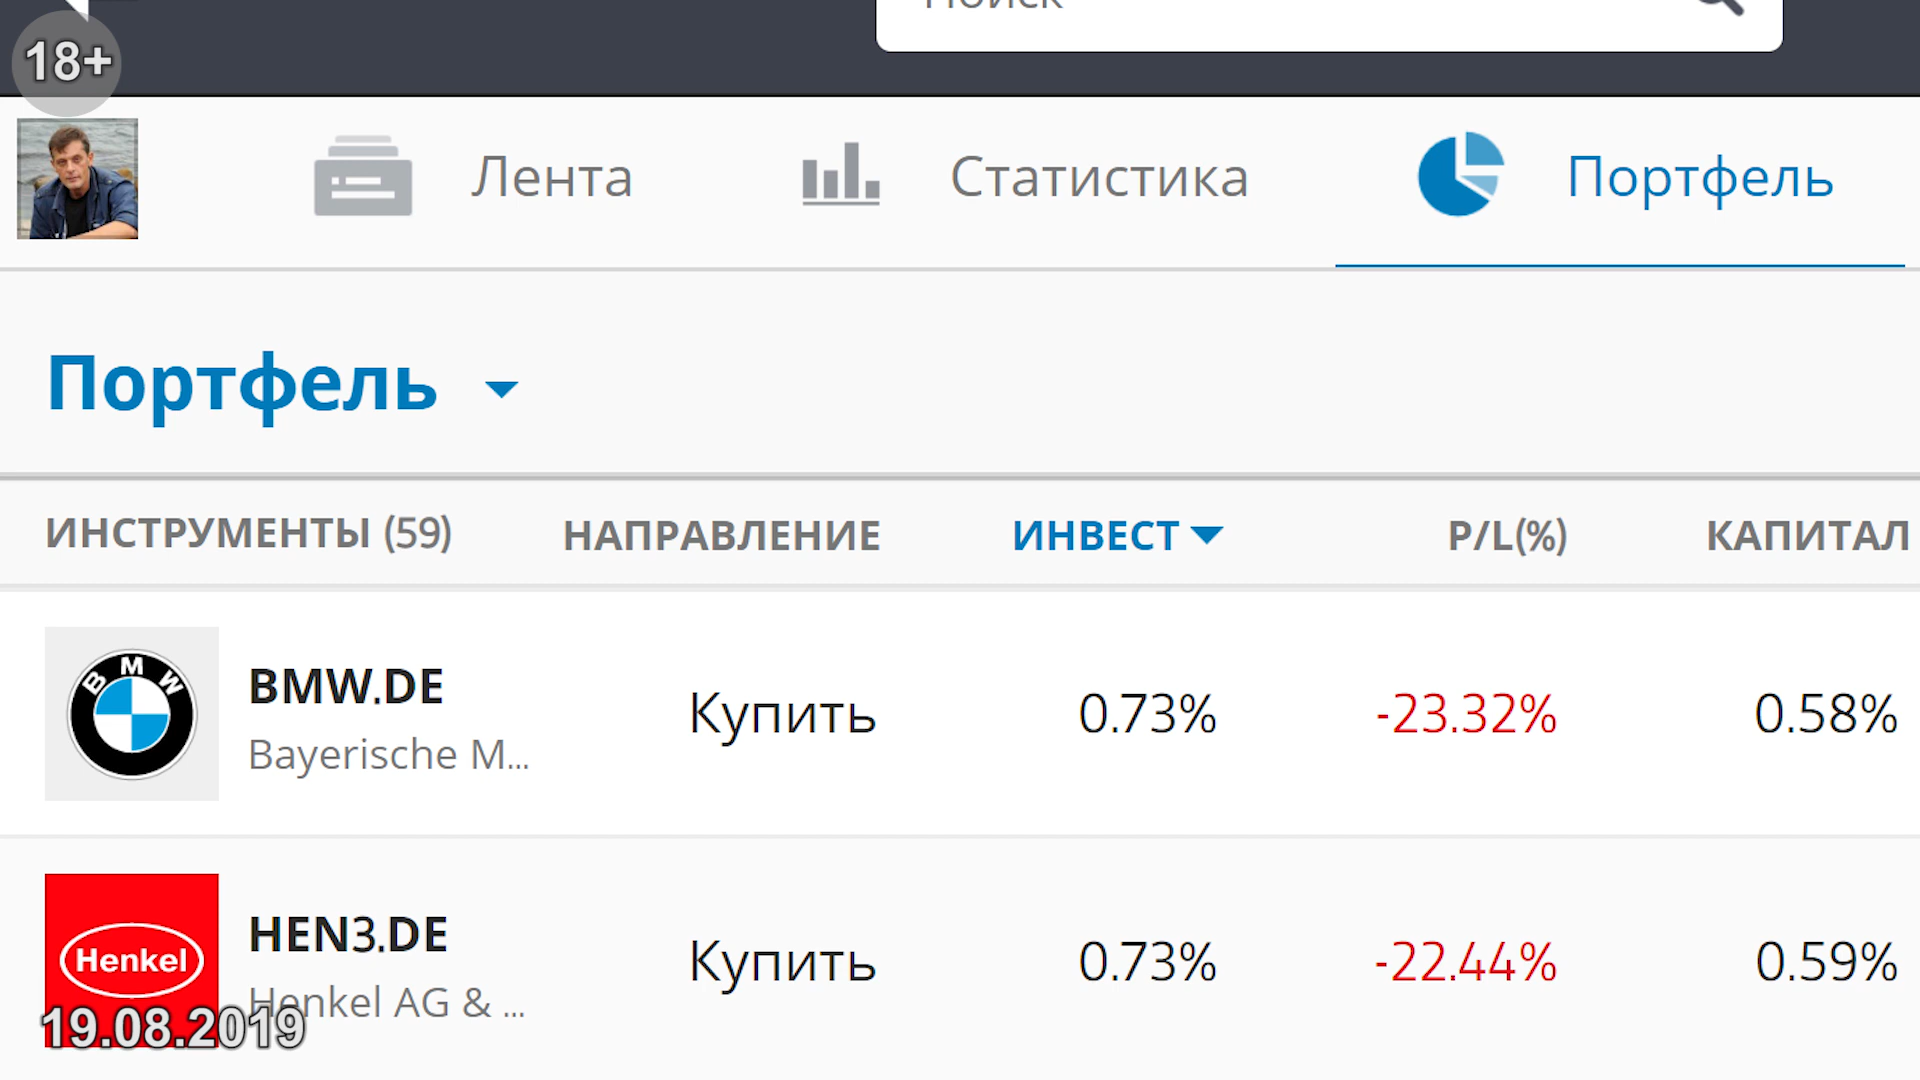 Поиск
18+
Лента
Статистика
Портфель
Портфель
ИНСТРУМЕНТЫ (59) НАПРАВЛЕНИЕ ИНВЕСТ P/L(%) КАПИТАЛ
BMW
BMW.DE
Bayerische M...
Купить 0.73% -23.32% 0.58%
Henkel
HEN3.DE
Henkel AG & ...
Купить 0.73% -22.44% 0.59%
19.08.2019